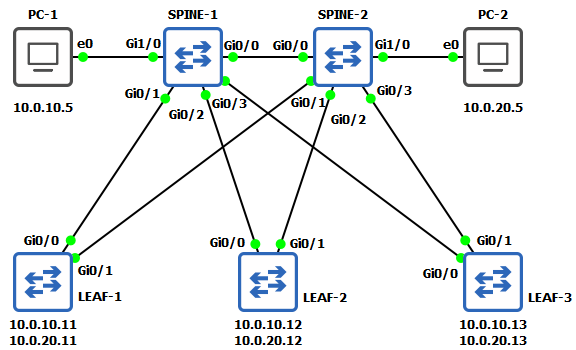 PC-1 SPINE-1 SPINE-2 PC-2
e0 Gi1/0 Gi0/0 Gi0/0 Gi1/0 e0
10.0.10.5 Gi0/1 Gi0/2 Gi0/3 Gi0/1 Gi0/2 Gi0/3 10.0.20.5
Gi0/0 Gi0/1 Gi0/0 Gi0/1 Gi0/1 Gi0/0
LEAF-1 LEAF-2 LEAF-3
10.0.10.11 10.0.10.12 10.0.10.13
10.0.20.11 10.0.20.12 10.0.20.13